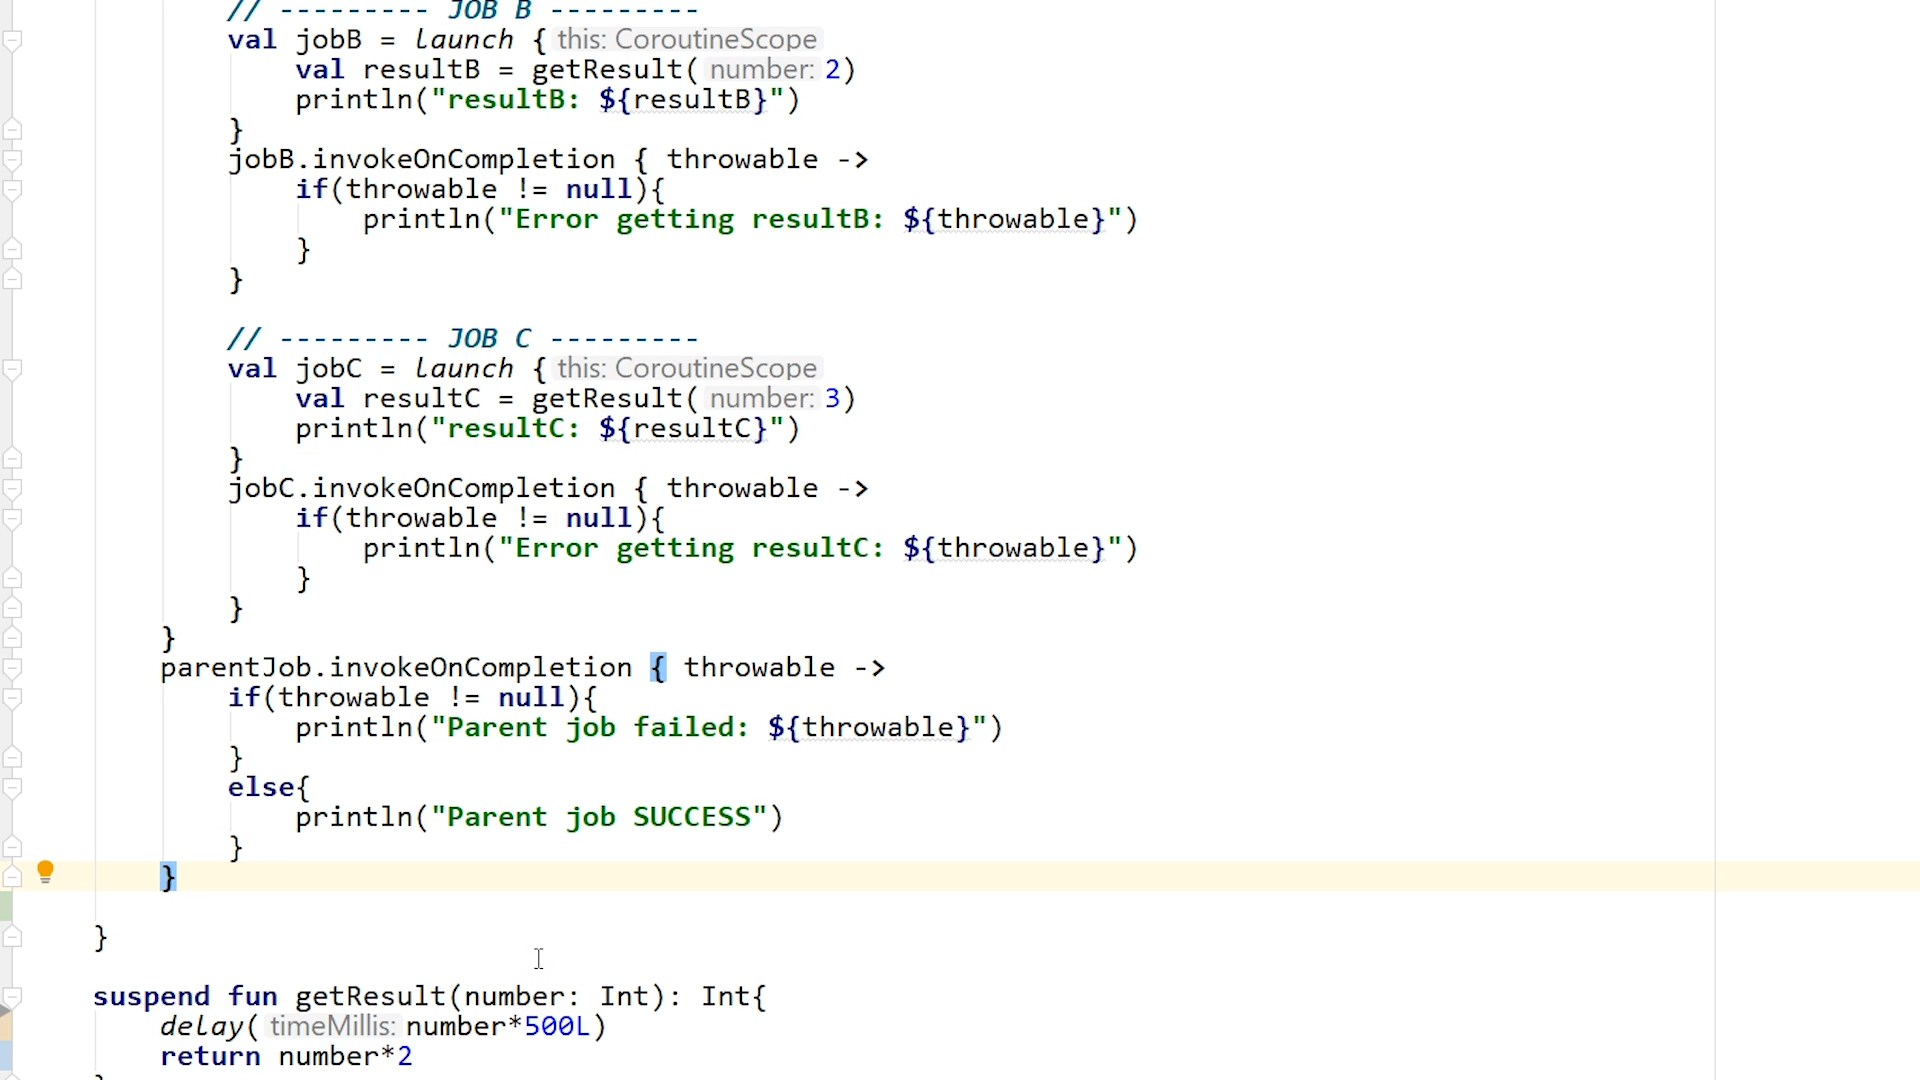 // --------- JOB B ---------
val jobB = launch { this: CoroutineScope
val resultB = getResult( number: 2)
println("resultB: ${resultB}")
}
jobB.invokeOnCompletion { throwable ->
if(throwable != null){
println("Error getting resultB: ${throwable}")
}
}
// --------- JOB C ---------
val jobC = launch { this: CoroutineScope
val resultC = getResult( number: 3)
println("resultC: ${resultC}")
}
jobC.invokeOnCompletion { throwable ->
if(throwable != null){
println("Error getting resultC: ${throwable}")
}
}
}
parentJob.invokeOnCompletion { throwable ->
if(throwable != null){
println("Parent job failed: ${throwable}")
}
else{
println("Parent job SUCCESS")
}
}
}
suspend fun getResult(number: Int): Int{
delay( timeMillis: number*500L)
return number*2